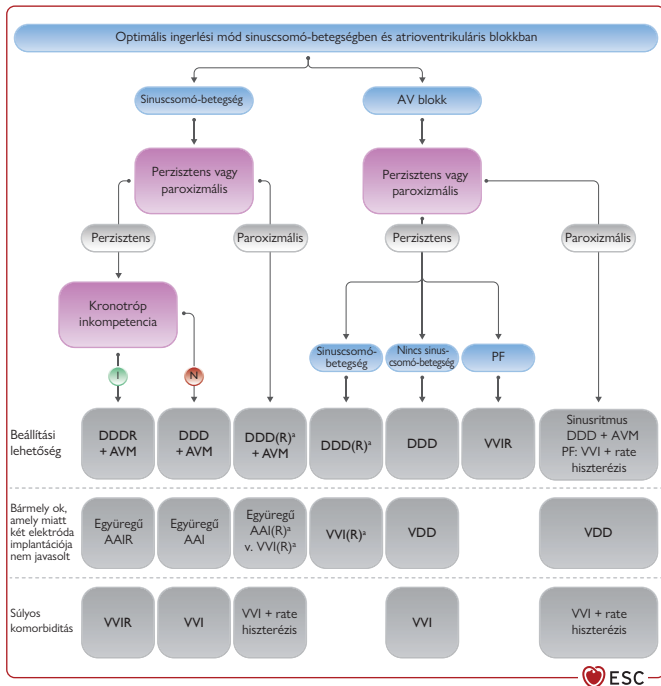 Optimális ingerlési mód sinuscsomó-betegségben és atrioventrikuláris blokkban
Sinuscsomó-betegség
AV blokk
Perzisztens vagy
paroxizmális
Perzisztens vagy
paroxizmális
Perzisztens
Paroxizmális
Perzisztens
Paroxizmális
Kronotróp
inkompetencia
I
N
Sinuscsomó-
betegség
Nincs sinus-
csomó-betegség
PF
Beállítási
lehetőség
DDDR
+ AVM
DDD
+ AVM
DDD(R)ª
+ AVM
DDD(R)ª
DDD
VVIR
Sinusritmus
DDD + AVM
PF: VVI + rate
hiszterézis
Bármely ok,
amely miatt
két elektróda
implantációja
nem javasolt
Együregű
AAIR
Együregű
AAI
Együregű
AAI(R)ª
v. VVI(R)ª
VVI(R)ª
VDD
VDD
Súlyos
komorbiditás
VVIR
VVI
VVI + rate
hiszterézis
VVI
VVI + rate
hiszterézis
ESC